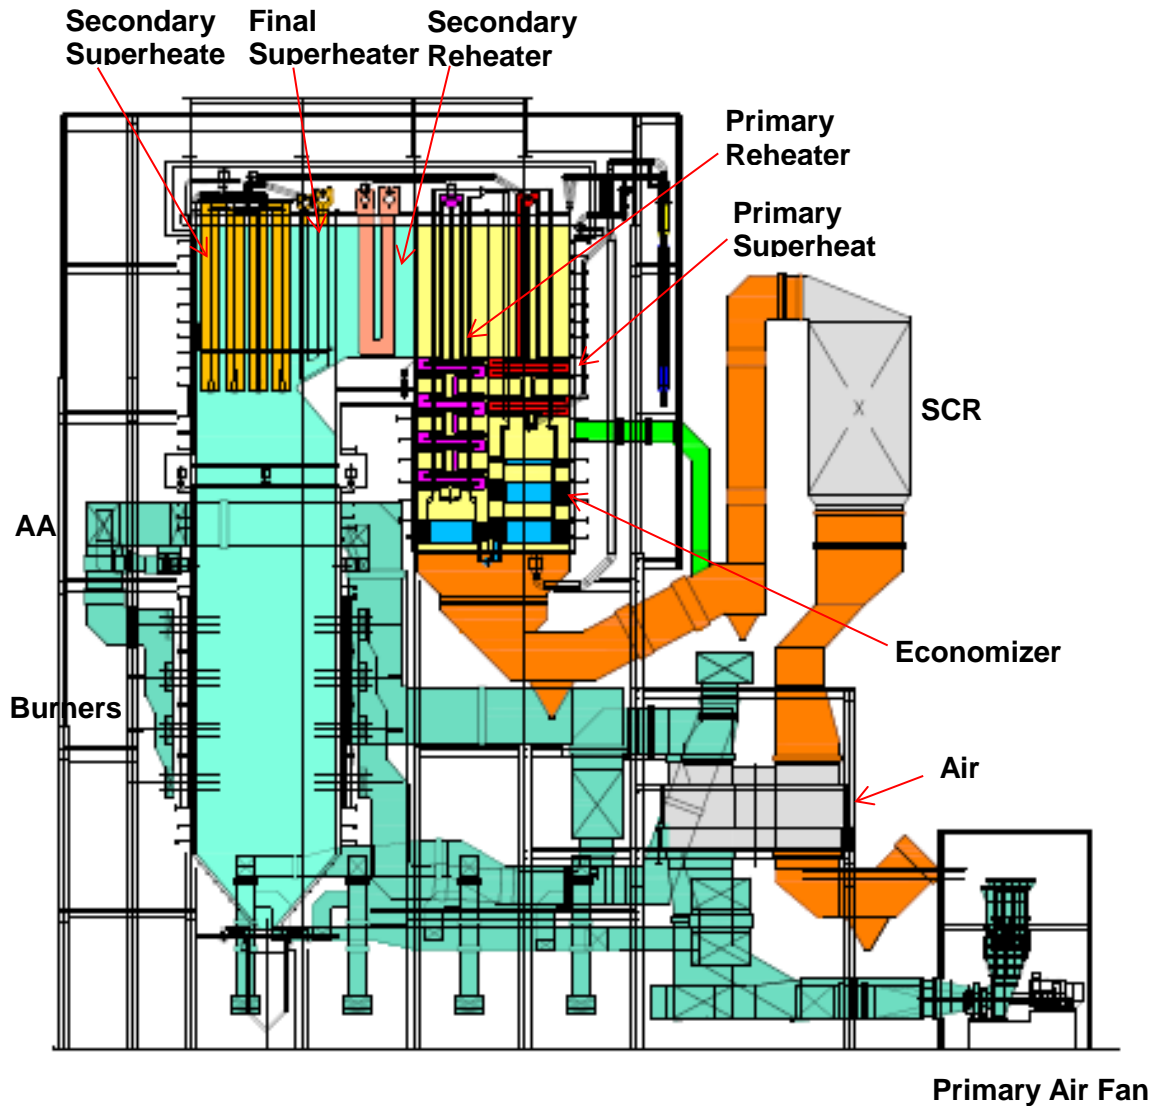 Secondary
Superheate
Final
Superheater
Secondary
Reheater
Primary
Reheater
Primary
Superheat
SCR
AA
Economizer
Burners
Air
Primary Air Fan